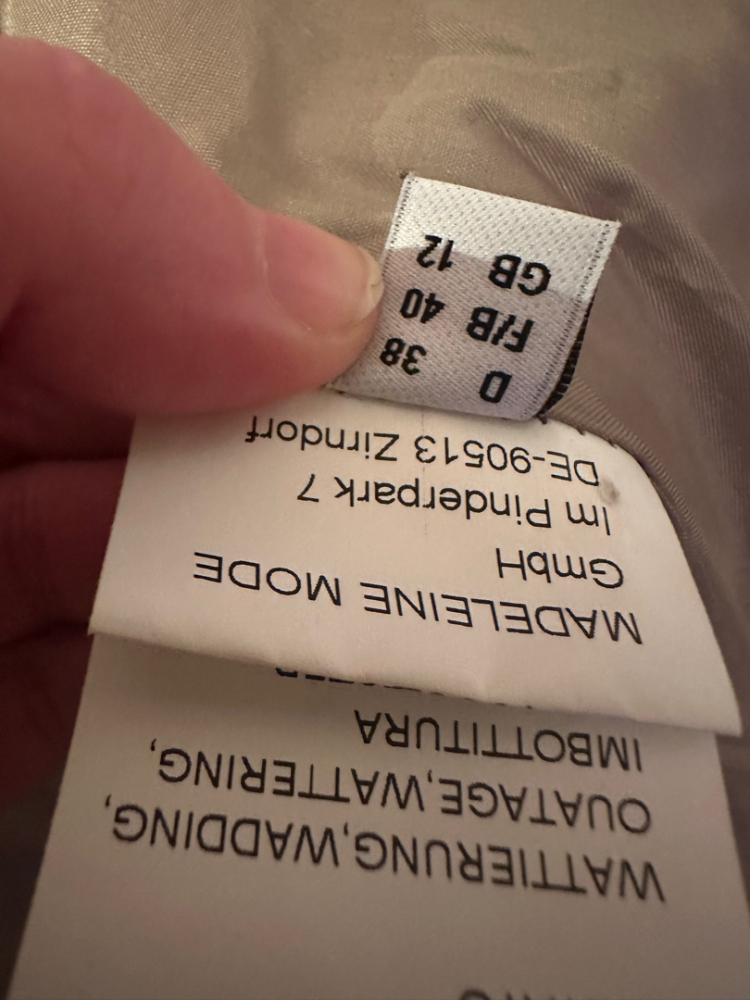 WATTIERUNG,WADDING,
OUATAGE,WATTERING,
IMBOTTITURA
MADELEINE MODE
GmbH
Im Pinderpark 7
DE-90513 Zirndorf
D 38
F/B 40
GB 12